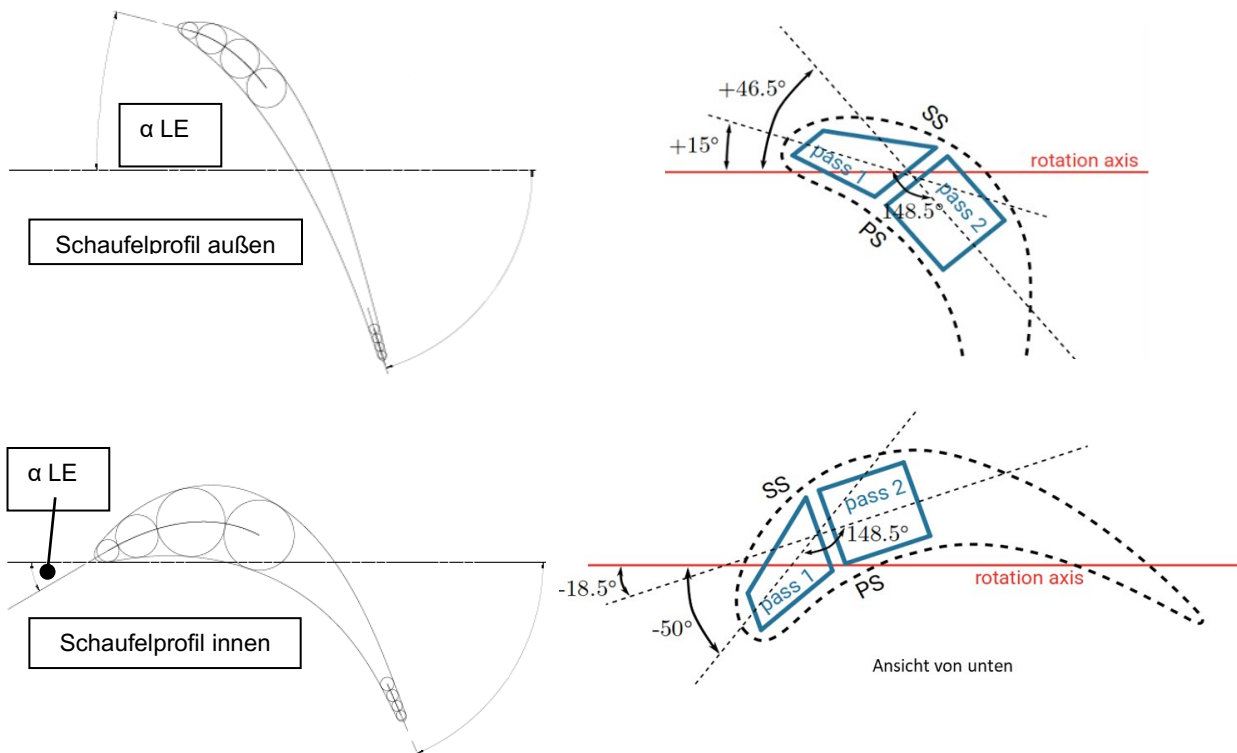 α LE
Schaufelprofil außen
+46.5°
SS
+15°
rotation axis
pass 1
pass 2
148.5°
PS
α LE
Schaufelprofil innen
SS
pass 2
148.5°
-18.5°
pass 1
PS
rotation axis
-50°
Ansicht von unten